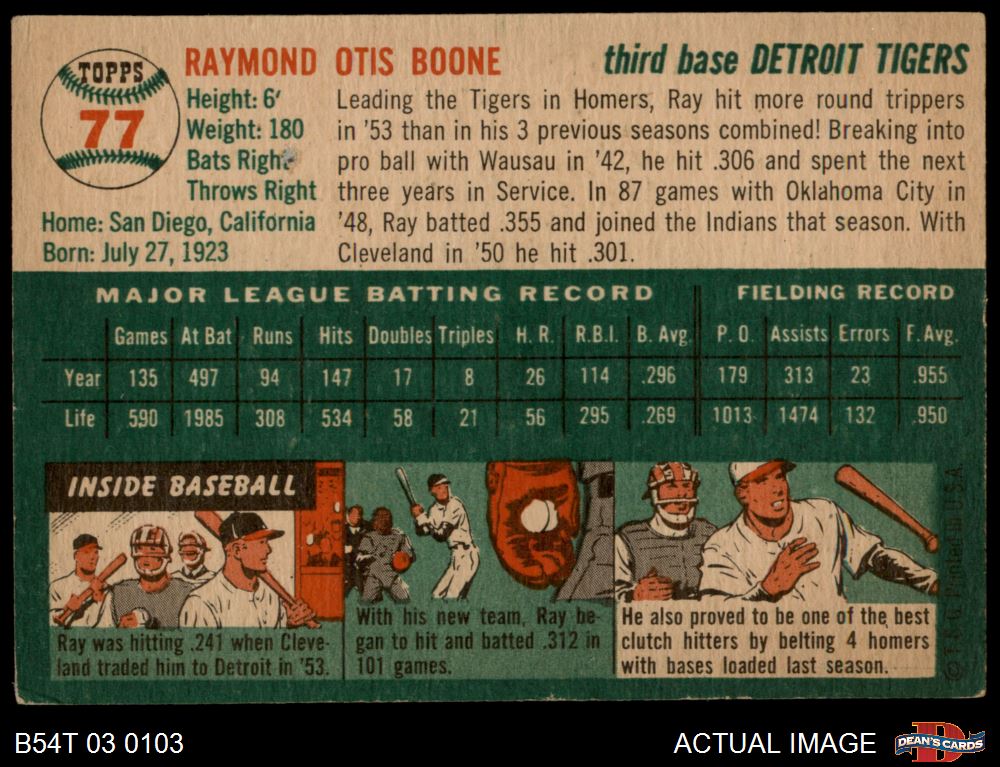 TOPPS
77
RAYMOND OTIS BOONE
third base DETROIT TIGERS
Height: 6'
Weight: 180
Bats Right
Throws Right
Home: San Diego, California
Born: July 27, 1923
Leading the Tigers in Homers, Ray hit more round trippers
in '53 than in his 3 previous seasons combined! Breaking into
pro ball with Wausau in '42, he hit .306 and spent the next
three years in Service. In 87 games with Oklahoma City in
'48, Ray batted .355 and joined the Indians that season. With
Cleveland in '50 he hit .301.
MAJOR LEAGUE BATTING RECORD FIELDING RECORD
Games At Bat Runs Hits Doubles Triples H. R. R.B.I. B. Avg. P. O. Assists Errors F. Avg.
Year 135 497 94 147 17 8 26 114 .296 179 313 23 .955
Life 590 1985 308 534 58 21 56 295 .269 1013 1474 132 .950
INSIDE BASEBALL
Ray was hitting .241 when Cleve-
land traded him to Detroit in '53.
With his new team, Ray be-
gan to hit and batted .312 in
101 games.
He also proved to be one of the best
clutch hitters by belting 4 homers
with bases loaded last season.
© T. C. G. Printed in U.S.A.
B54T 03 0103
ACTUAL IMAGE
DEAN'S CARDS